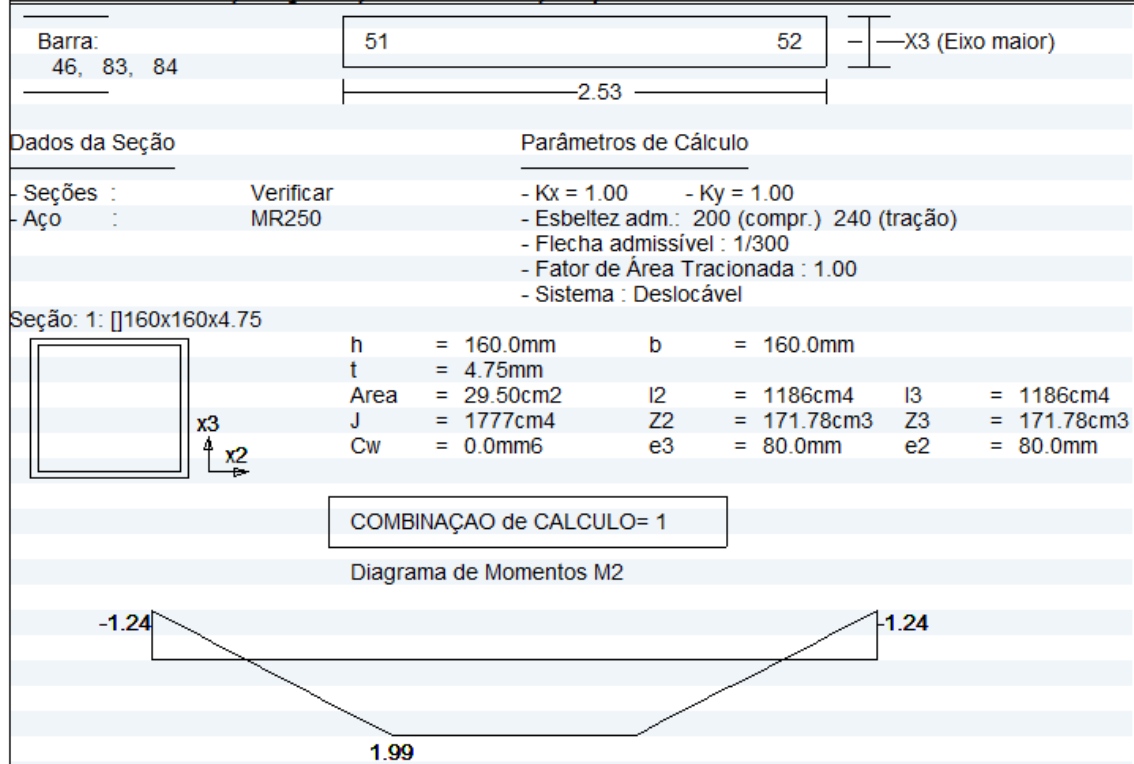 Barra:
46, 83, 84
51 52
X3 (Eixo maior)
2.53
Dados da Seção Parâmetros de Cálculo
- Seções : Verificar - Kx = 1.00 - Ky = 1.00
- Aço : MR250 - Esbeltez adm.: 200 (compr.) 240 (tração)
- Flecha admissível : 1/300
- Fator de Área Tracionada : 1.00
- Sistema : Deslocável
Seção: 1: []160x160x4.75
h = 160.0mm b = 160.0mm
t = 4.75mm
Area = 29.50cm2 I2 = 1186cm4 I3 = 1186cm4
J = 1777cm4 Z2 = 171.78cm3 Z3 = 171.78cm3
Cw = 0.0mm6 e3 = 80.0mm e2 = 80.0mm
x3
x2
COMBINAÇAO de CALCULO= 1
Diagrama de Momentos M2
-1.24 -1.24
1.99